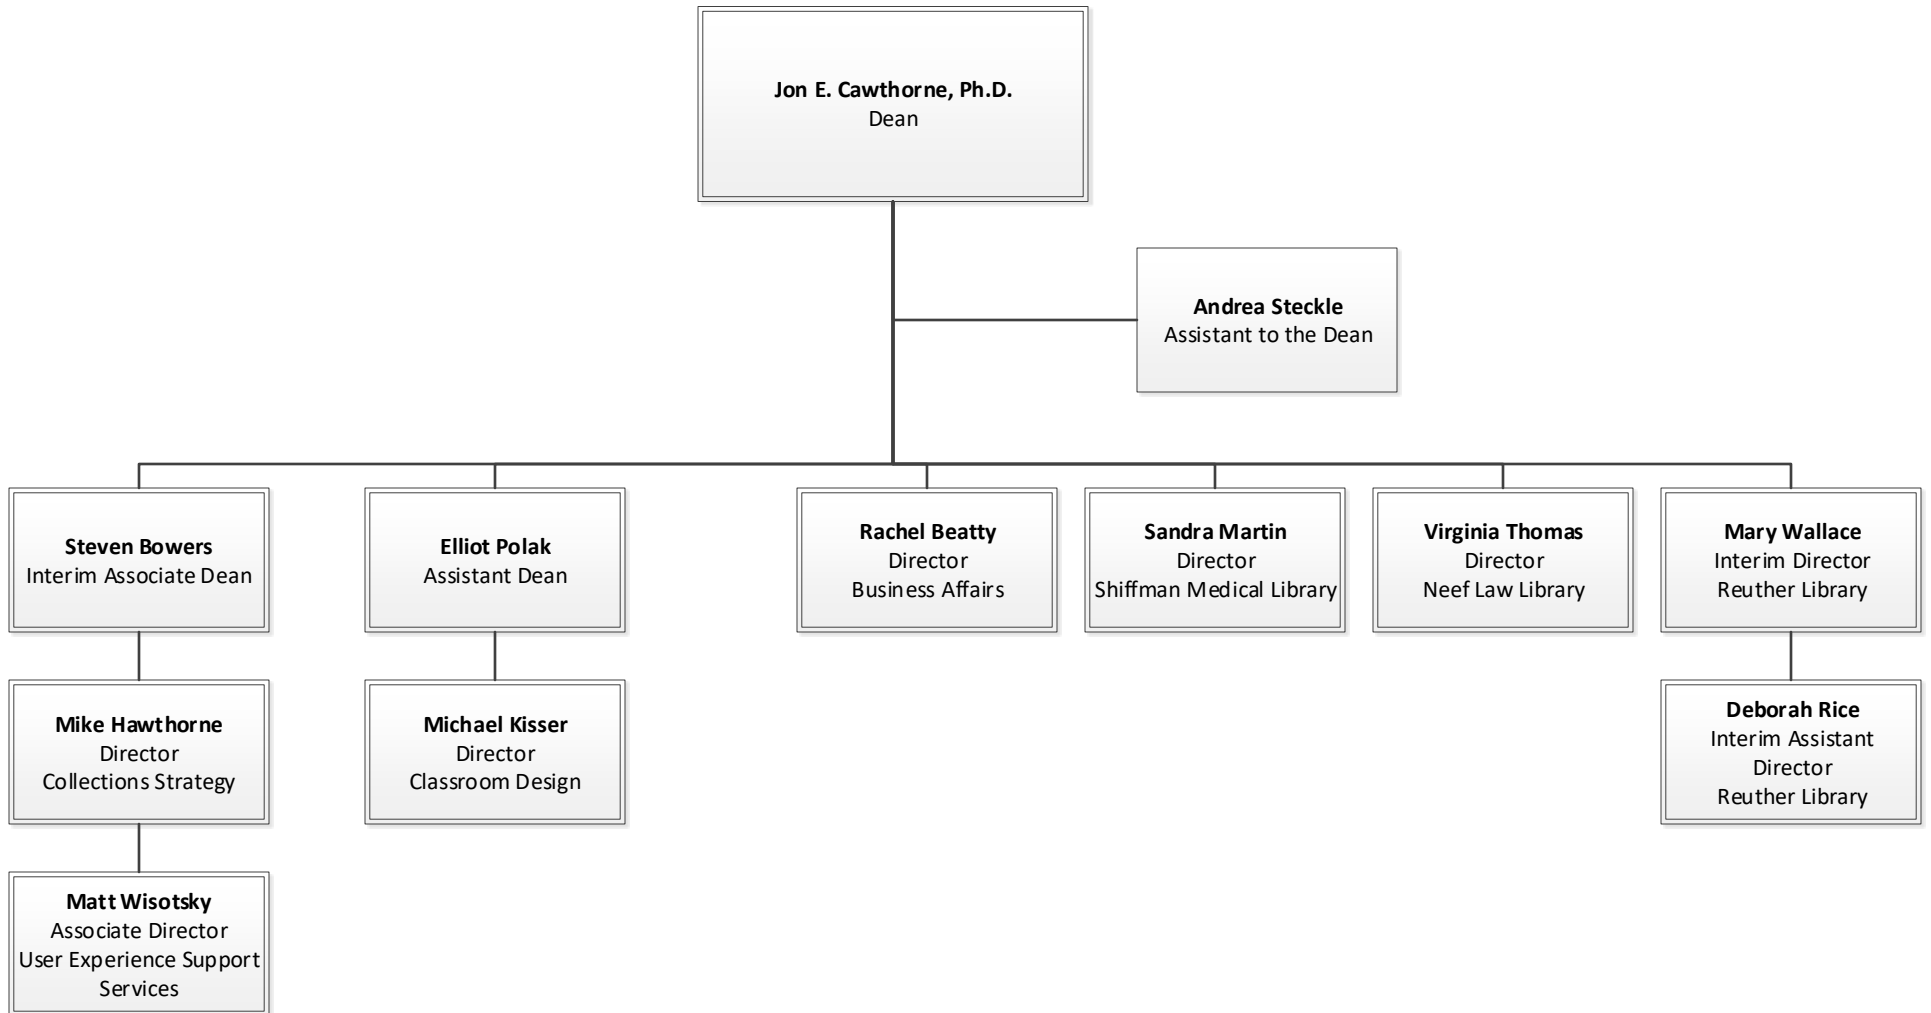 Jon E. Cawthorne, Ph.D.
Dean
Andrea Steckle
Assistant to the Dean
Steven Bowers
Interim Associate Dean
Elliot Polak
Assistant Dean
Rachel Beatty
Director
Business Affairs
Sandra Martin
Director
Shiffman Medical Library
Virginia Thomas
Director
Neef Law Library
Mary Wallace
Interim Director
Reuther Library
Mike Hawthorne
Director
Collections Strategy
Michael Kisser
Director
Classroom Design
Deborah Rice
Interim Assistant
Director
Reuther Library
Matt Wisotsky
Associate Director
User Experience Support
Services